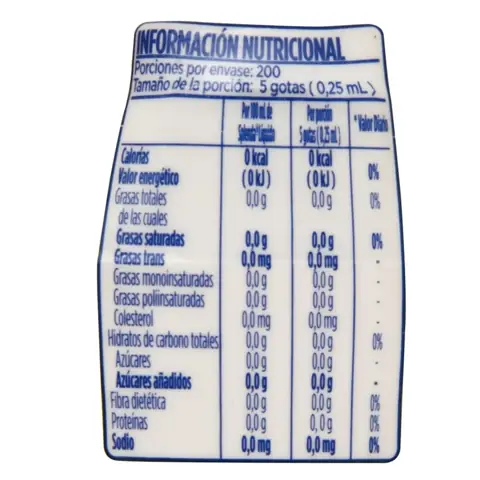 INFORMACIÓN NUTRICIONAL
Porciones por envase: 200
Tamaño de la porción: 5 gotas ( 0,25 mL )
Por 100 mL de Splenda® Líquido Por porción 5 gotas ( 0,25 mL ) * Valor Diario
Calorías 0 kcal 0 kcal
Valor energético ( 0 kJ ) ( 0 kJ ) 0%
Grasas totales 0,0 g 0,0 g 0%
de las cuales
Grasas saturadas 0,0 g 0,0 g 0%
Grasas trans 0,0 mg 0,0 mg -
Grasas monoinsaturadas 0,0 g 0,0 g -
Grasas poliinsaturadas 0,0 g 0,0 g -
Colesterol 0,0 mg 0,0 mg -
Hidratos de carbono totales 0,0 g 0,0 g 0%
Azúcares 0,0 g 0,0 g -
Azúcares añadidos 0,0 g 0,0 g -
Fibra dietética 0,0 g 0,0 g 0%
Proteínas 0,0 g 0,0 g 0%
Sodio 0,0 mg 0,0 mg 0%